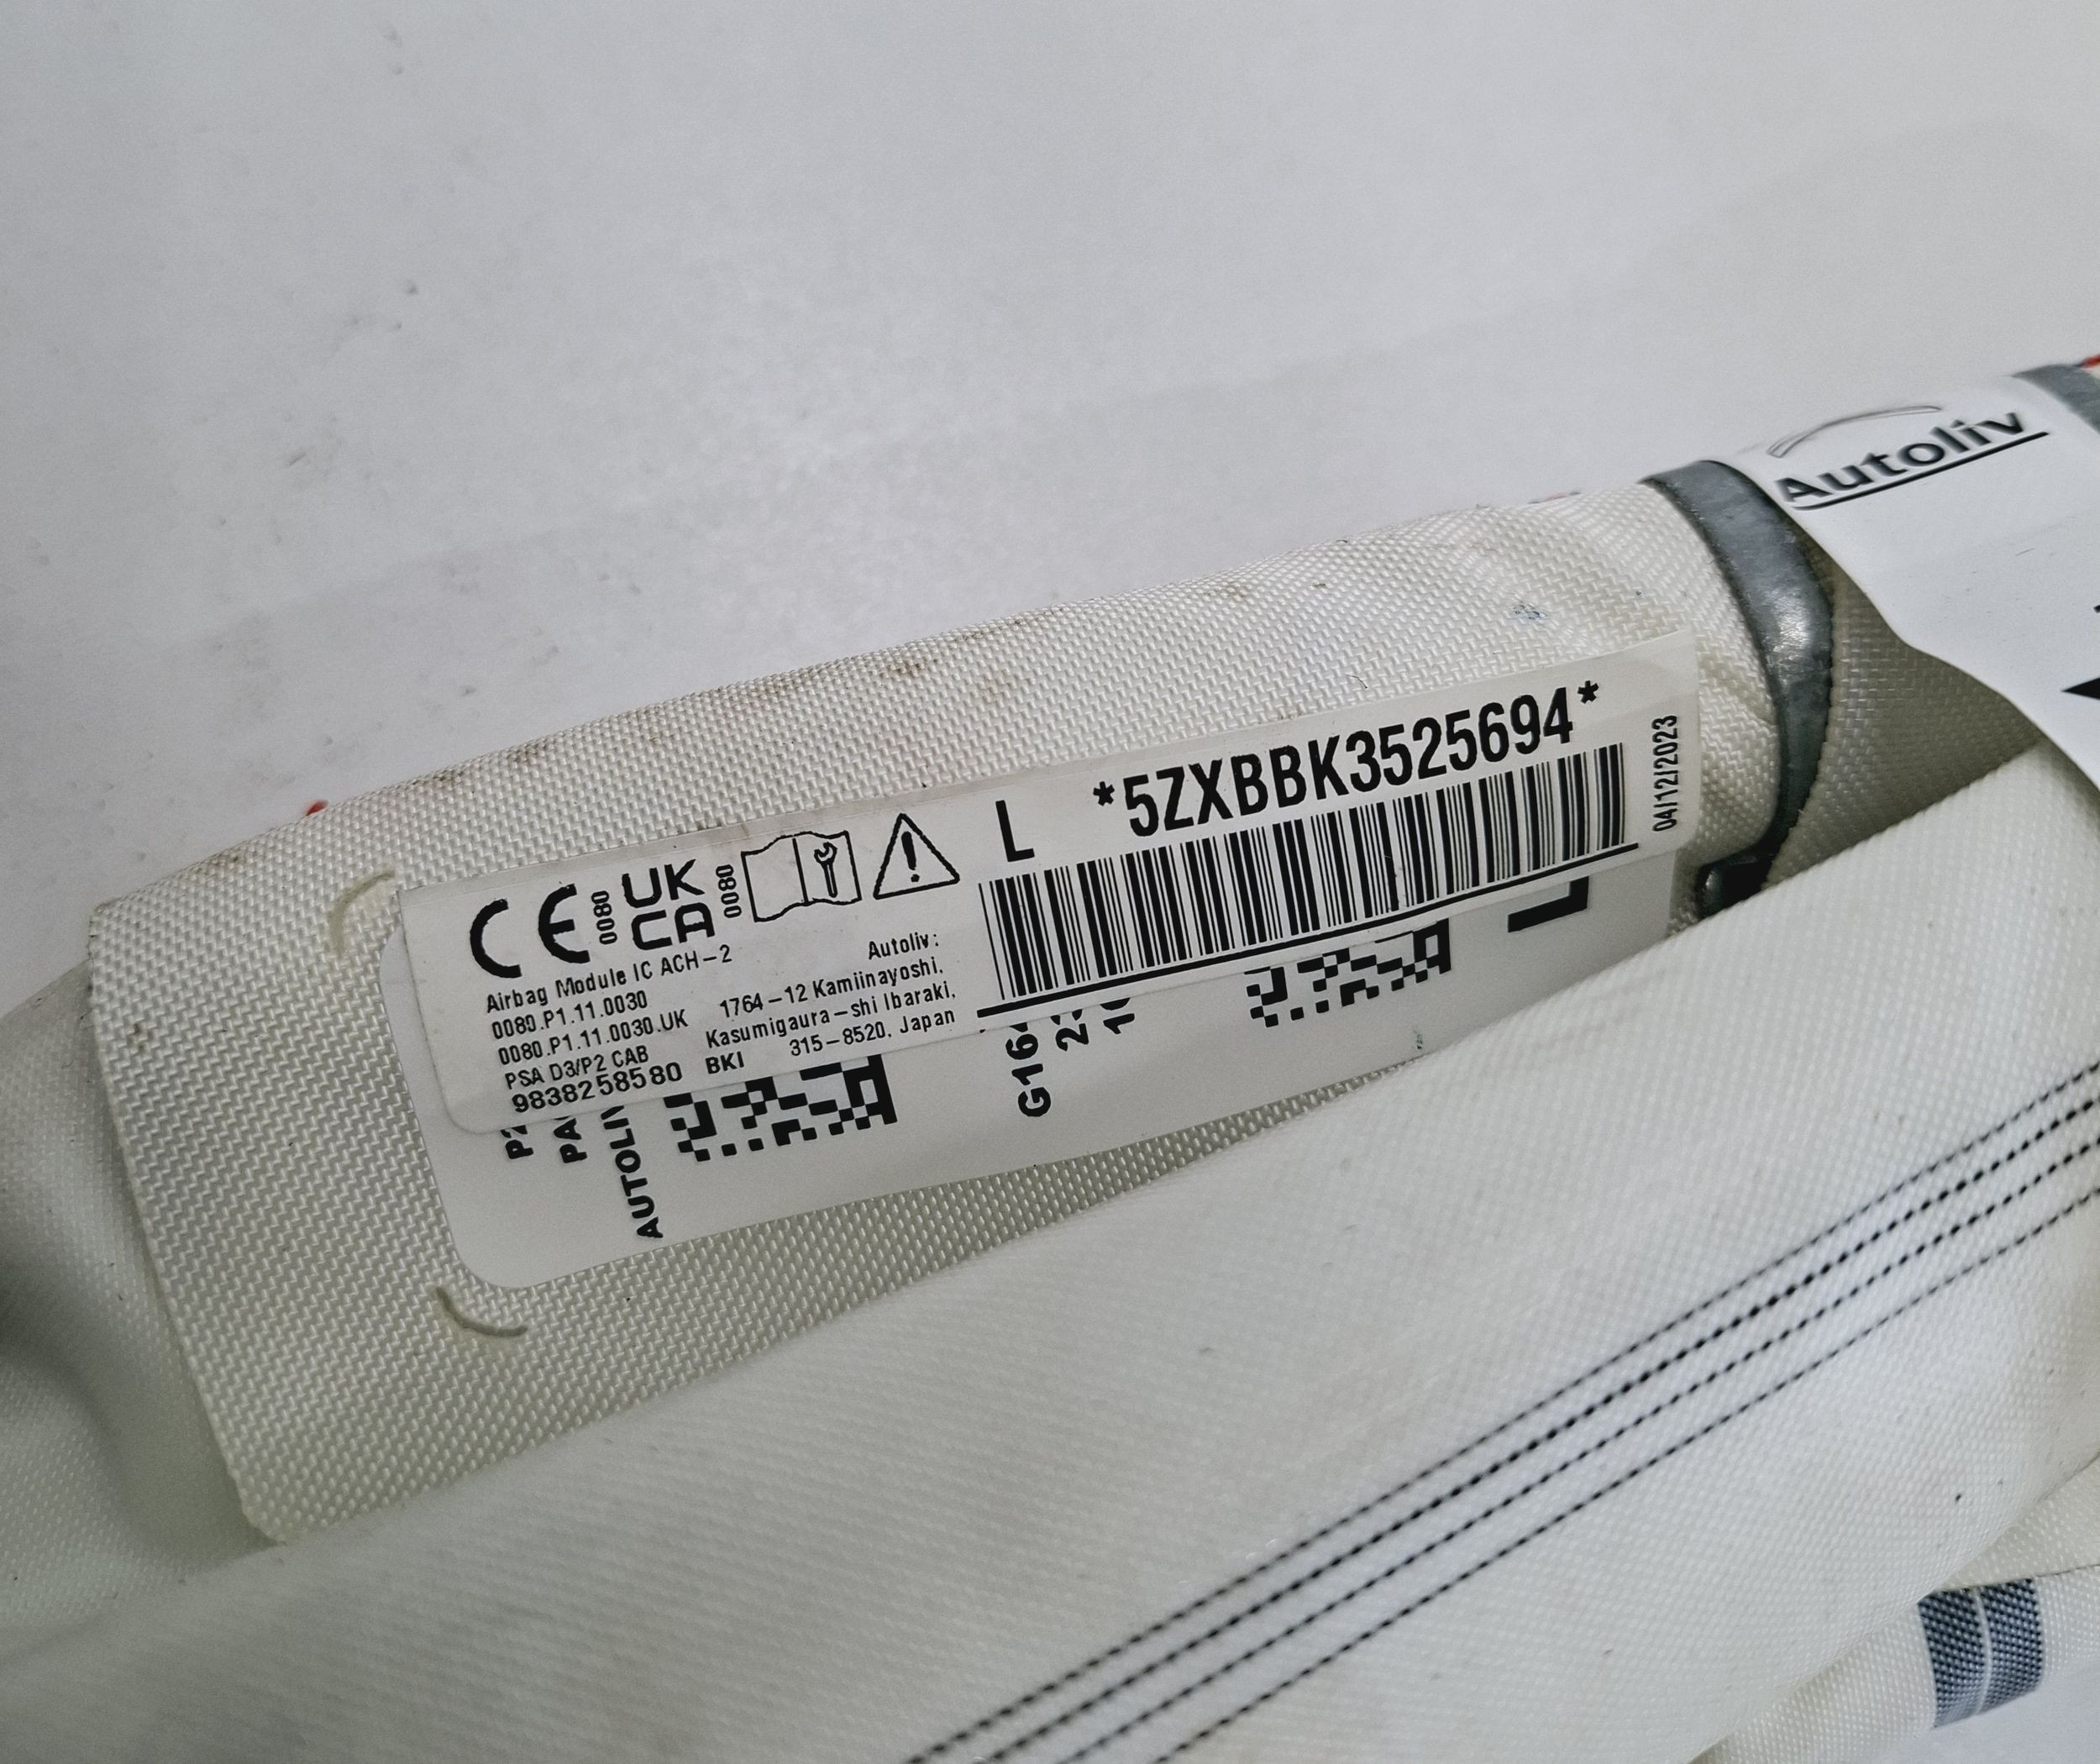 Autoliv
L *5ZXBBK3525694*
04/12/2023
CE 0080 UK CA 0080
Airbag Module IC ACH-2
0080.P1.11.0030
0080.P1.11.0030.UK
PSA D3/P2 CAB
9838258580 BKI
Autoliv:
1764-12 Kamiinayoshi,
Kasumigaura-shi Ibaraki,
315-8520, Japan